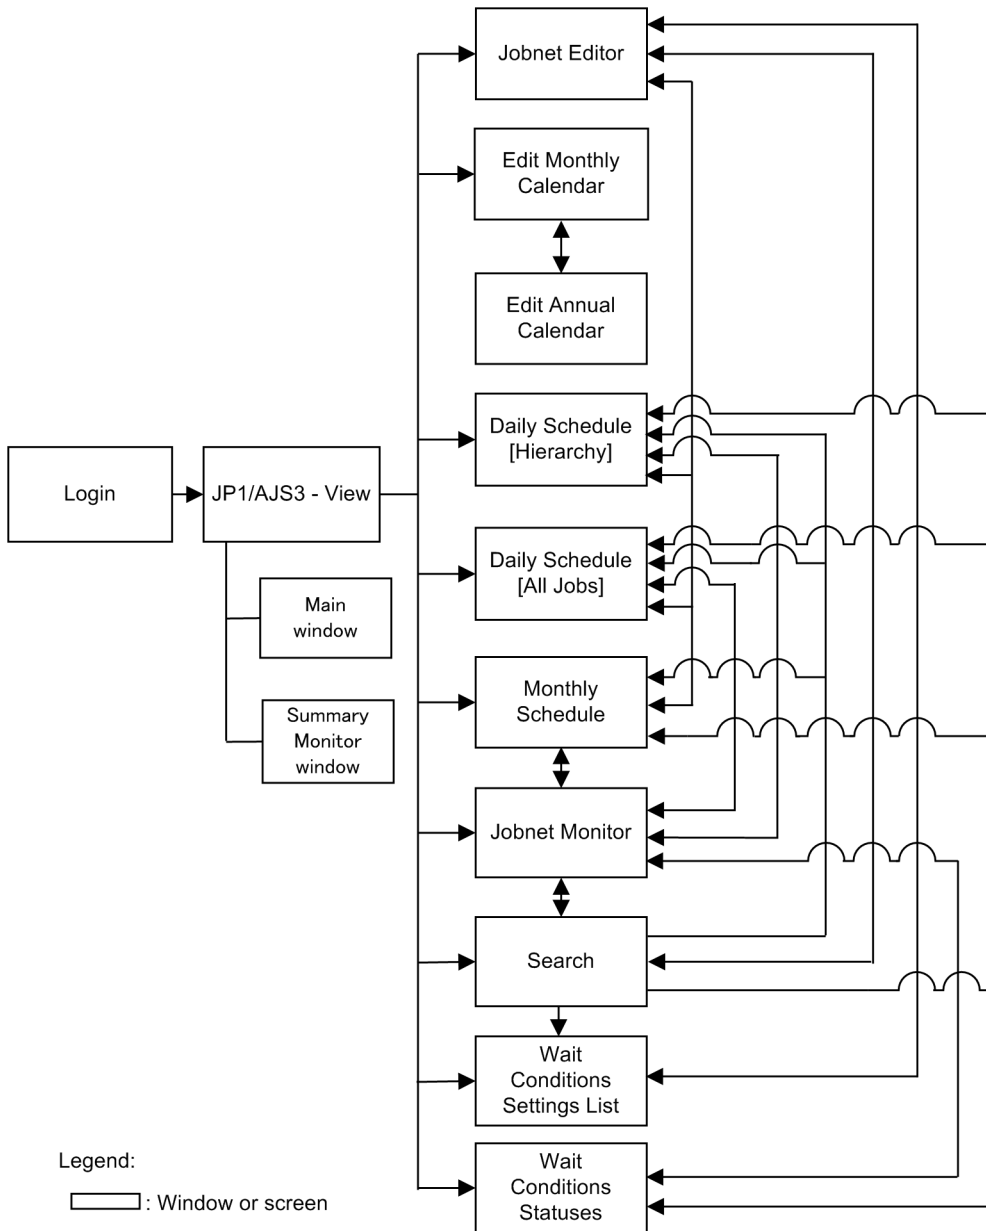 Jobnet Editor
Edit Monthly
Calendar
Edit Annual
Calendar
Daily Schedule
[Hierarchy]
Login
JP1/AJS3 - View
Daily Schedule
[All Jobs]
Main
window
Monthly
Schedule
Summary
Monitor
window
Jobnet Monitor
Search
Wait
Conditions
Settings List
Wait
Conditions
Statuses
Legend:
: Window or screen